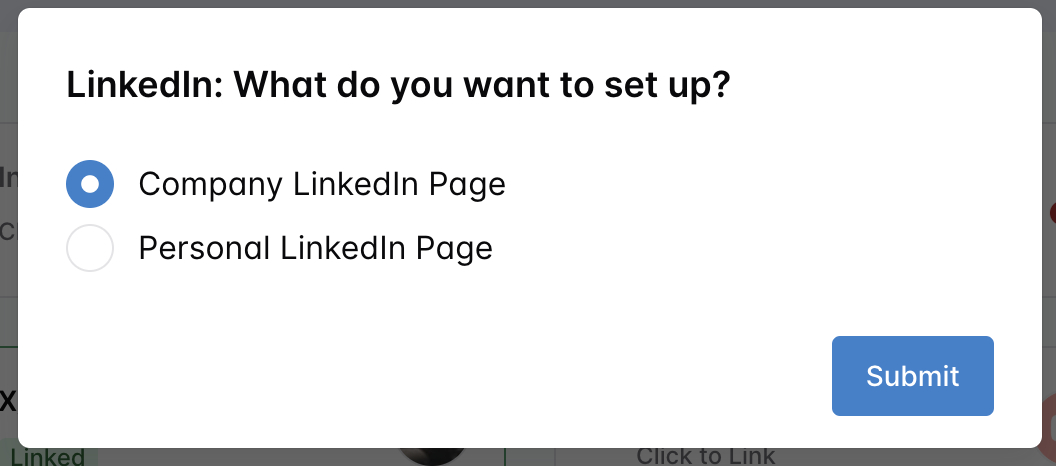 LinkedIn: What do you want to set up?
In
Company LinkedIn Page
Personal LinkedIn Page
Submit
X
Linked
Click to Link